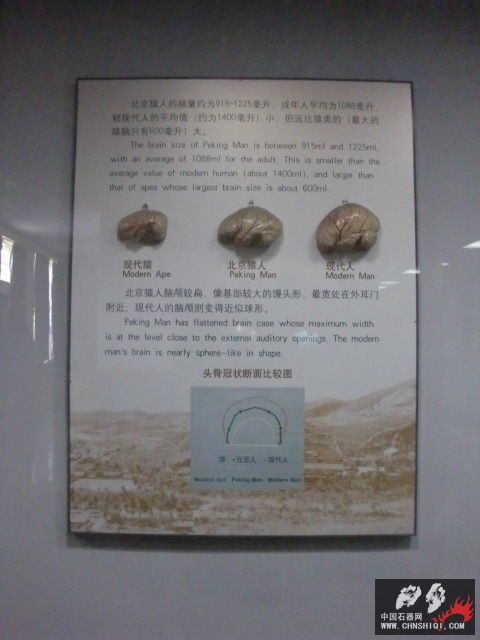 北京猿人的脑量约为915-1225毫升，成年人平均为1088毫升，
较现代人的平均值（约为1400毫升）小，但远比猿类的（最大的
猿脑只有600毫升）大。
The brain size of Peking Man is between 915ml and 1225ml,
with an average of 1088ml for the adult. This is smaller than the
average value of modern human (about 1400ml), and larger than
that of apes whose largest brain size is about 600ml.
现代猿
Modern Ape
北京猿人
Peking Man
现代人
Modern Man
北京猿人脑颅较扁，像基部较大的馒头形，最宽处在外耳门
附近；现代人的脑颅则变得近似球形。
Peking Man has flattened brain case whose maximum width
is at the level close to the external auditory openings. The modern
man's brain is nearly sphere-like in shape.
头骨冠状断面比较图
北京人 现代人
Modern Ape Peking Man Modern Man
中国石器网
WWW.CHNSHIQI.COM